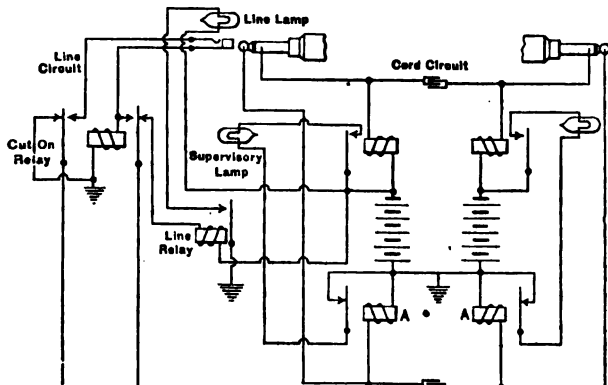 Line Lamp
Line
Circuit
Cord Circuit
Cut On
Relay
Supervisory
Lamp
Line
Relay
A
A